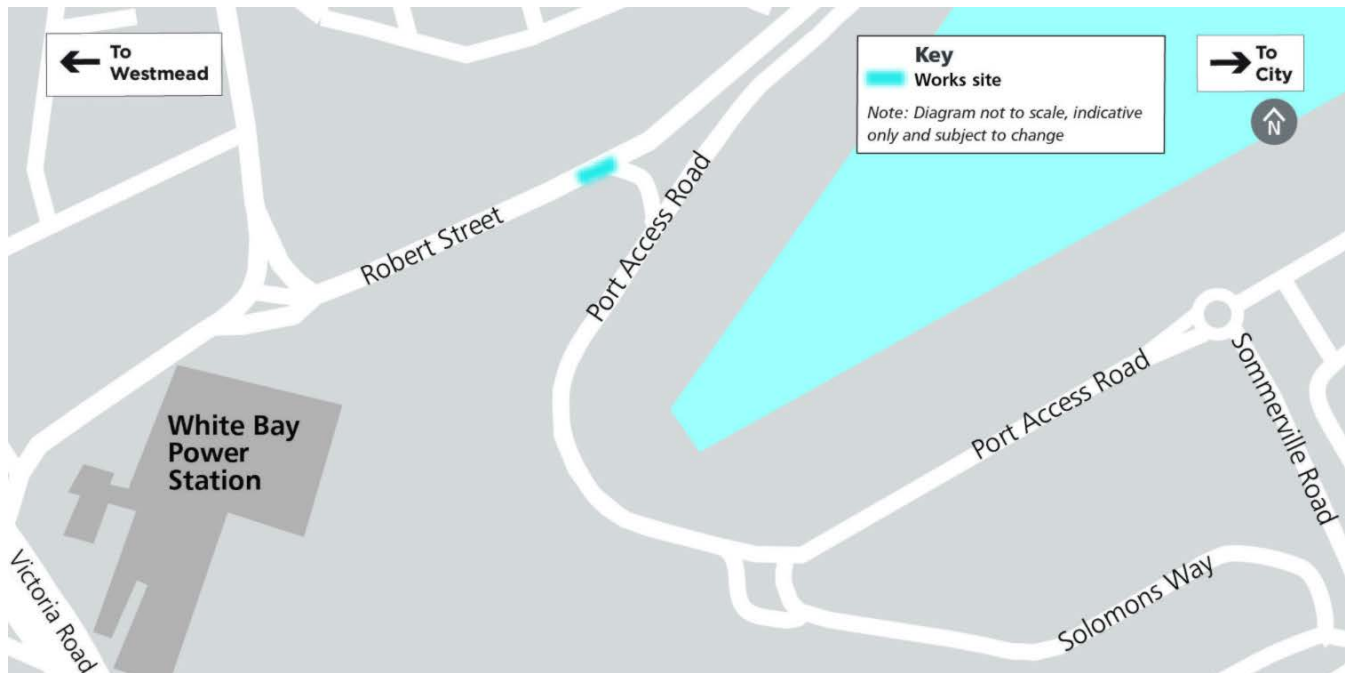 To
Westmead
Key
Works site
Note: Diagram not to scale, indicative
only and subject to change
To
City
N
Robert Street
Port Access Road
Port Access Road
Sommerville Road
White Bay
Power
Station
Victoria Road
Solomons Way